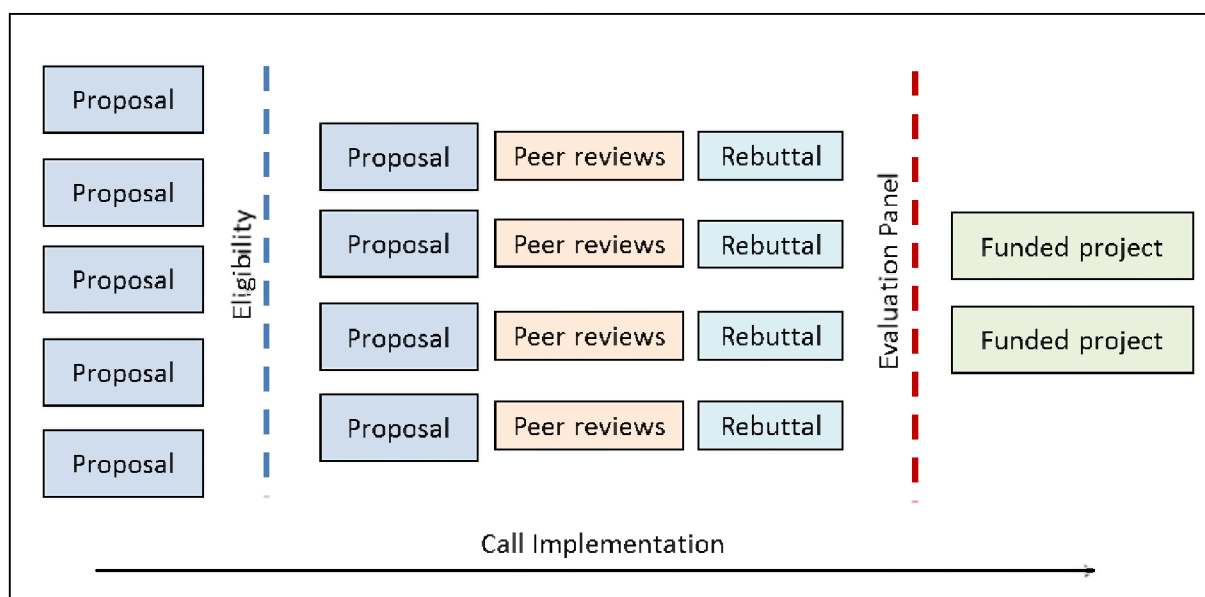 Proposal
Proposal
Proposal
Proposal
Proposal
Eligibility
Proposal Peer reviews Rebuttal
Proposal Peer reviews Rebuttal
Proposal Peer reviews Rebuttal
Proposal Peer reviews Rebuttal
Evaluation Panel
Funded project
Funded project
Call Implementation